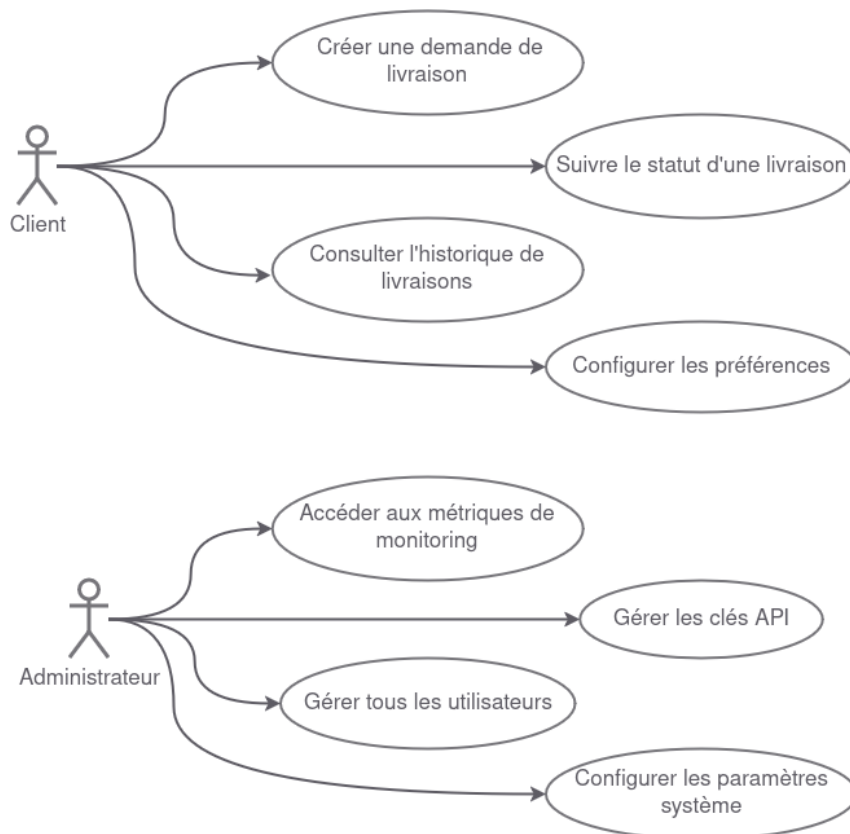 Créer une demande de
livraison
Suivre le statut d'une livraison
Client
Consulter l'historique de
livraisons
Configurer les préférences
Accéder aux métriques de
monitoring
Gérer les clés API
Administrateur
Gérer tous les utilisateurs
Configurer les paramètres
système